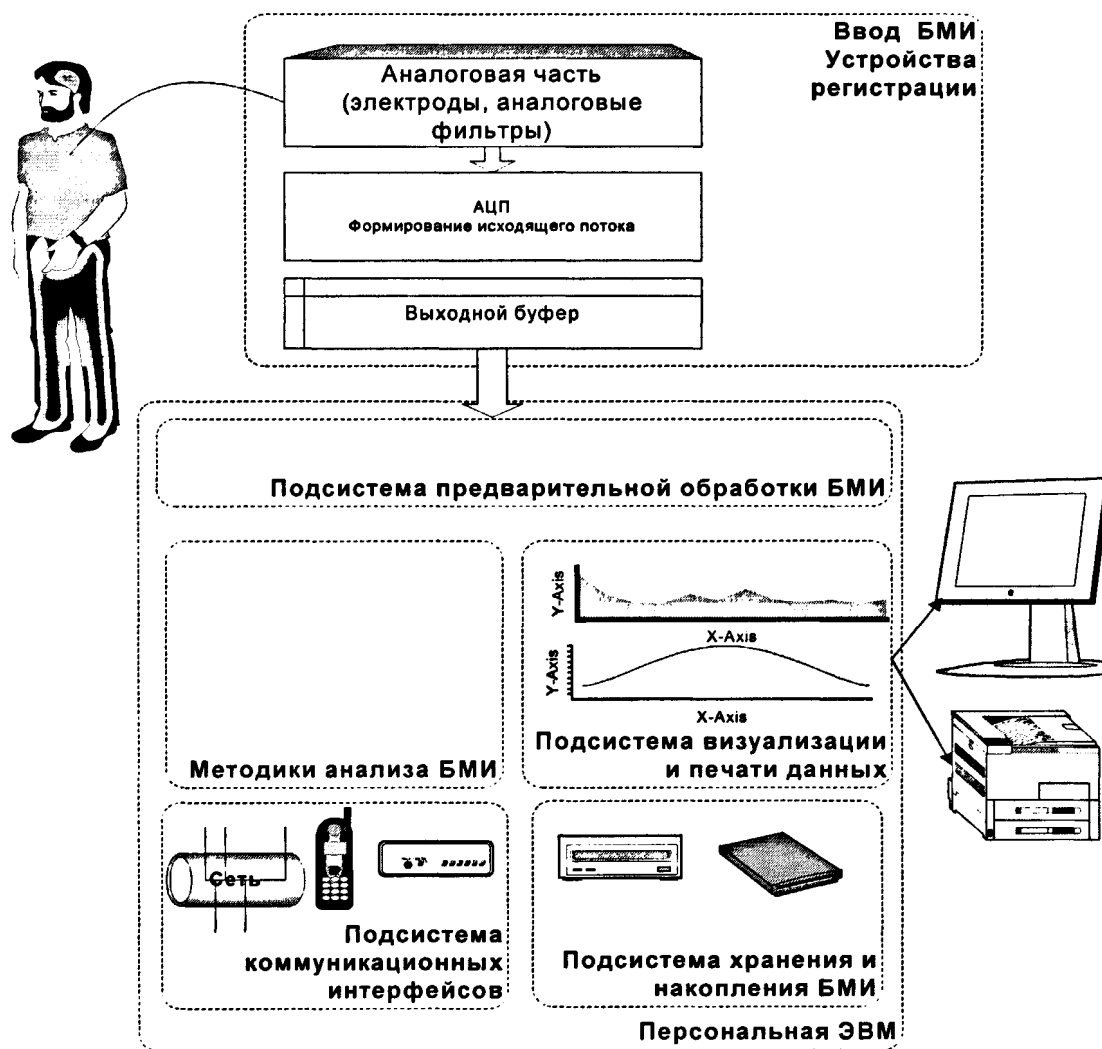 Ввод БМИ
Устройства
регистрации
Аналоговая часть
(электроды, аналоговые
фильтры)
АЦП
Формирование исходящего потока
Выходной буфер
Подсистема предварительной обработки БМИ
Методики анализа БМИ
Y-Axis
X-Axis
Y-Axis
X-Axis
Подсистема визуализации
и печати данных
Сеть
Подсистема
коммуникационных
интерфейсов
Подсистема хранения и
накопления БМИ
Персональная ЭВМ